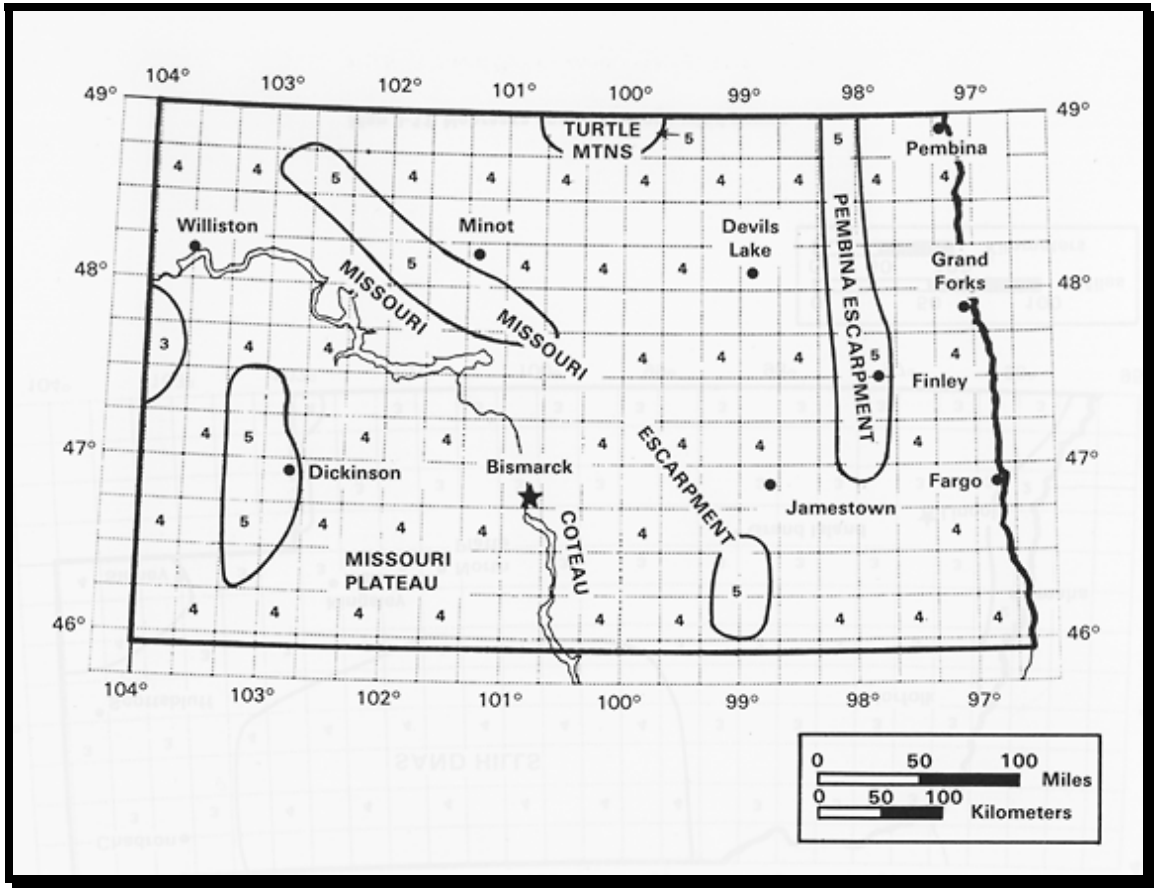 104° 103° 102° 101° 100° 99° 98° 97°
49° 49°
TURTLE
MTNS
5 5
Pembina
4 4 5 4 4 4 4 4 4 4 4
Williston Minot Devils
Lake
PEMBINA ESCARPMENT
Grand
Forks
48° 48°
5 4 4 4
MISSOURI
MISSOURI
3 4 4 4 4 4 5 4
Finley
47° 47°
4 5 4 4 4 4 4 4
ESCARPMENT
Dickinson Bismarck Fargo
Jamestown
4 5 4 4 4 4 4
COTEAU
MISSOURI
PLATEAU
5
4 4 4 4 4 4 4 4 4
46° 46°
104° 103° 102° 101° 100° 99° 98° 97°
0 50 100
Miles
0 50 100
Kilometers